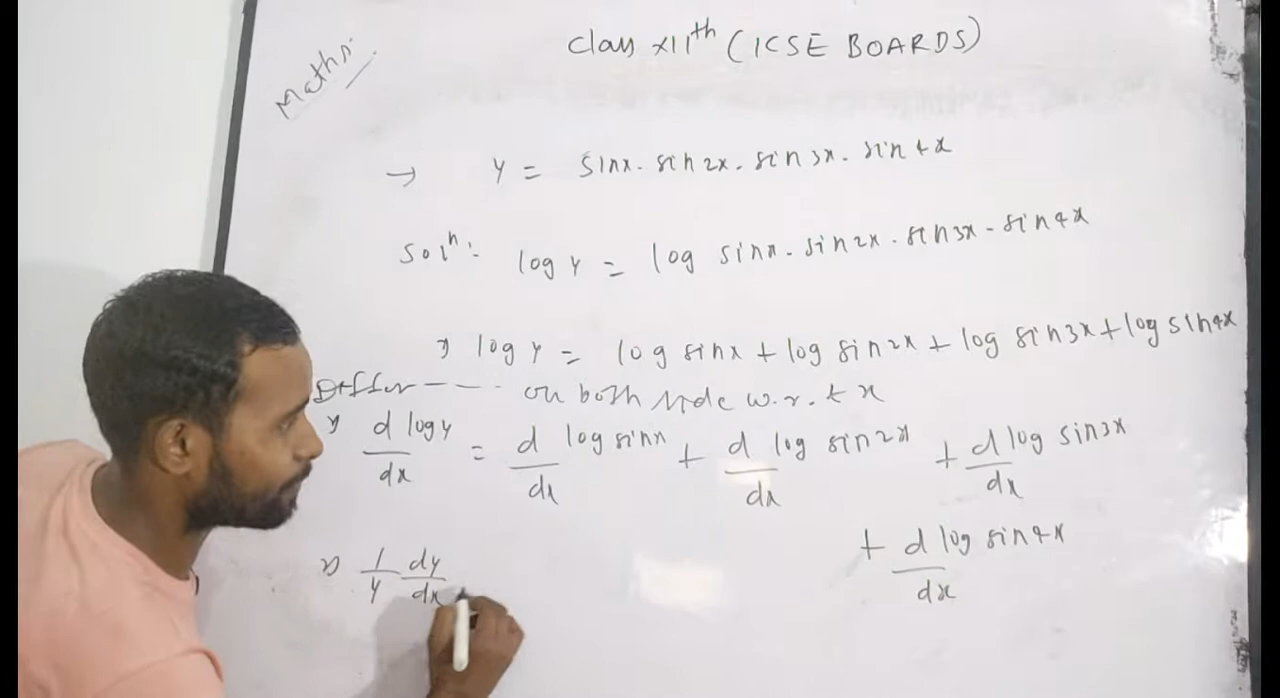 Maths.
Class XIIth (ICSE BOARDS)
→ y = sinx. sin2x. sin3x. sin4x
Solⁿ:- log y = log sinx. sin2x. sin3x. sin4x
⇒ log y = log sinx + log sin2x + log sin3x + log sin4x
Differ ---- on both side w.r.t x
⇒ d logy/dx = d/dx log sinx + d/dx log sin2x + d/dx log sin3x
+ d/dx log sin4x
⇒ 1/y dy/dx